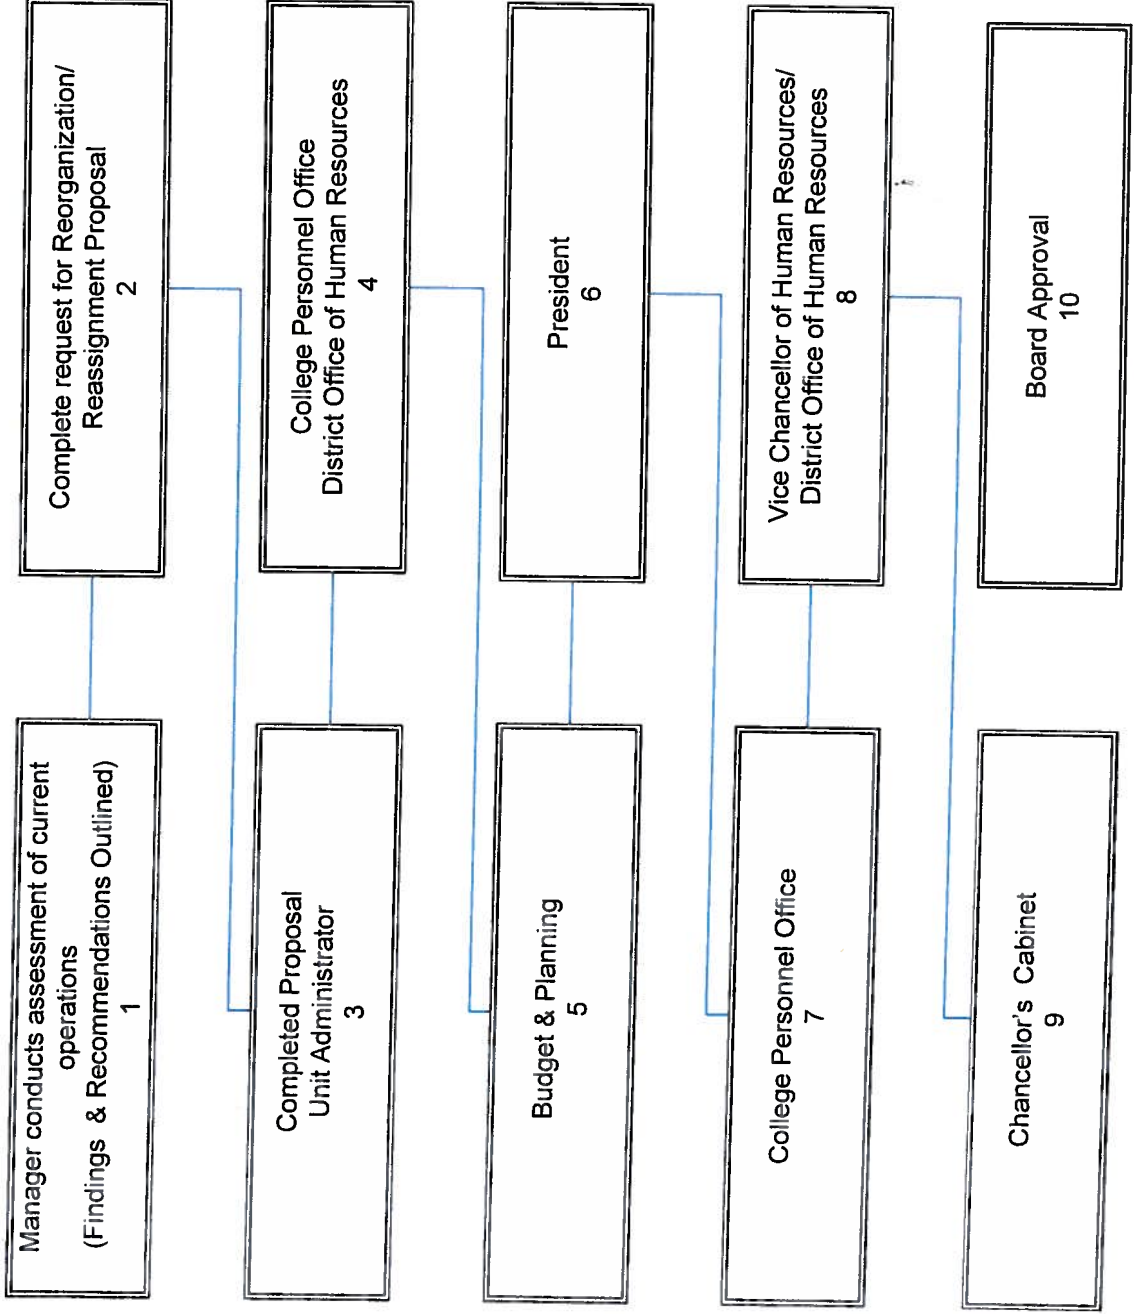 Manager conducts assessment of current
operations
(Findings & Recommendations Outlined)
1
Complete request for Reorganization/
Reassignment Proposal
2
Completed Proposal
Unit Administrator
3
College Personnel Office
District Office of Human Resources
4
Budget & Planning
5
President
6
College Personnel Office
7
Vice Chancellor of Human Resources/
District Office of Human Resources
8
Chancellor's Cabinet
9
Board Approval
10